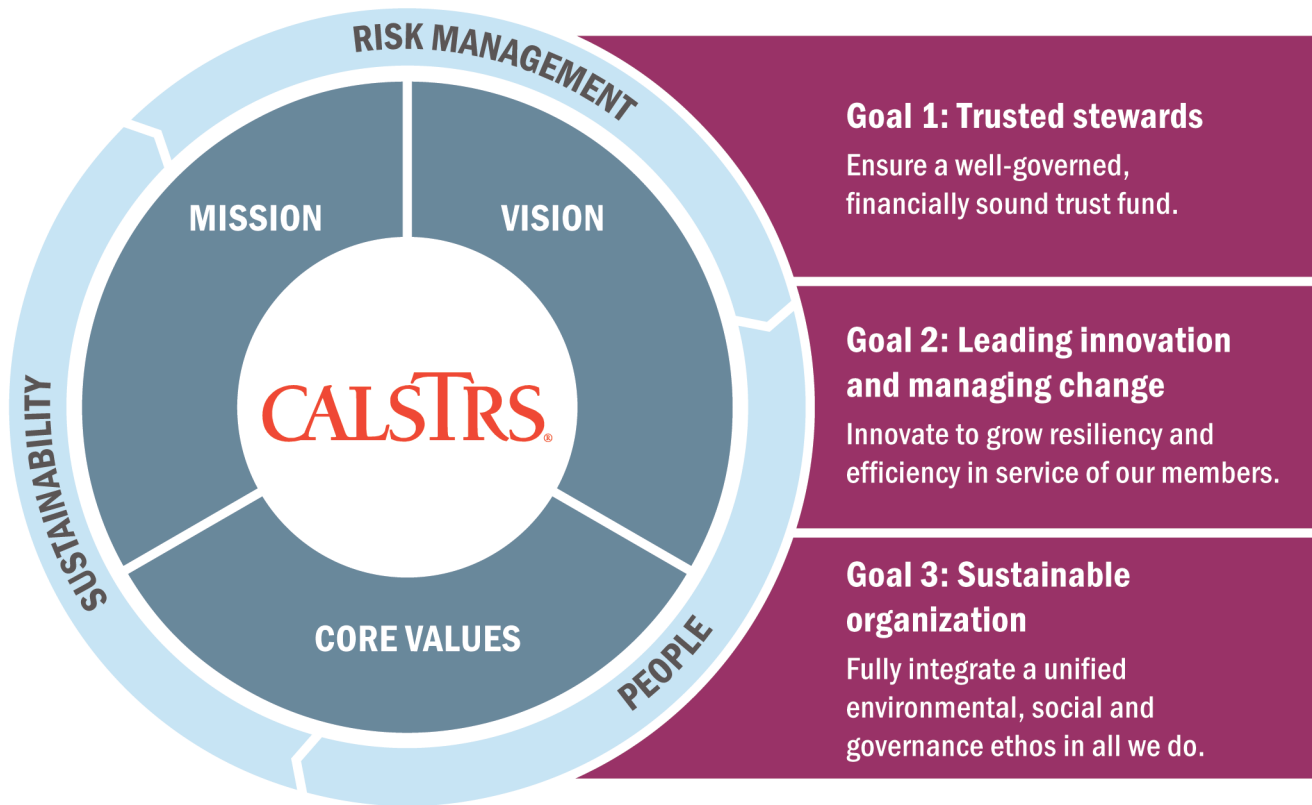 RISK MANAGEMENT
MISSION
VISION
CALSTRS®
SUSTAINABILITY
CORE VALUES
PEOPLE
Goal 1: Trusted stewards
Ensure a well-governed,
financially sound trust fund.
Goal 2: Leading innovation
and managing change
Innovate to grow resiliency and
efficiency in service of our members.
Goal 3: Sustainable
organization
Fully integrate a unified
environmental, social and
governance ethos in all we do.